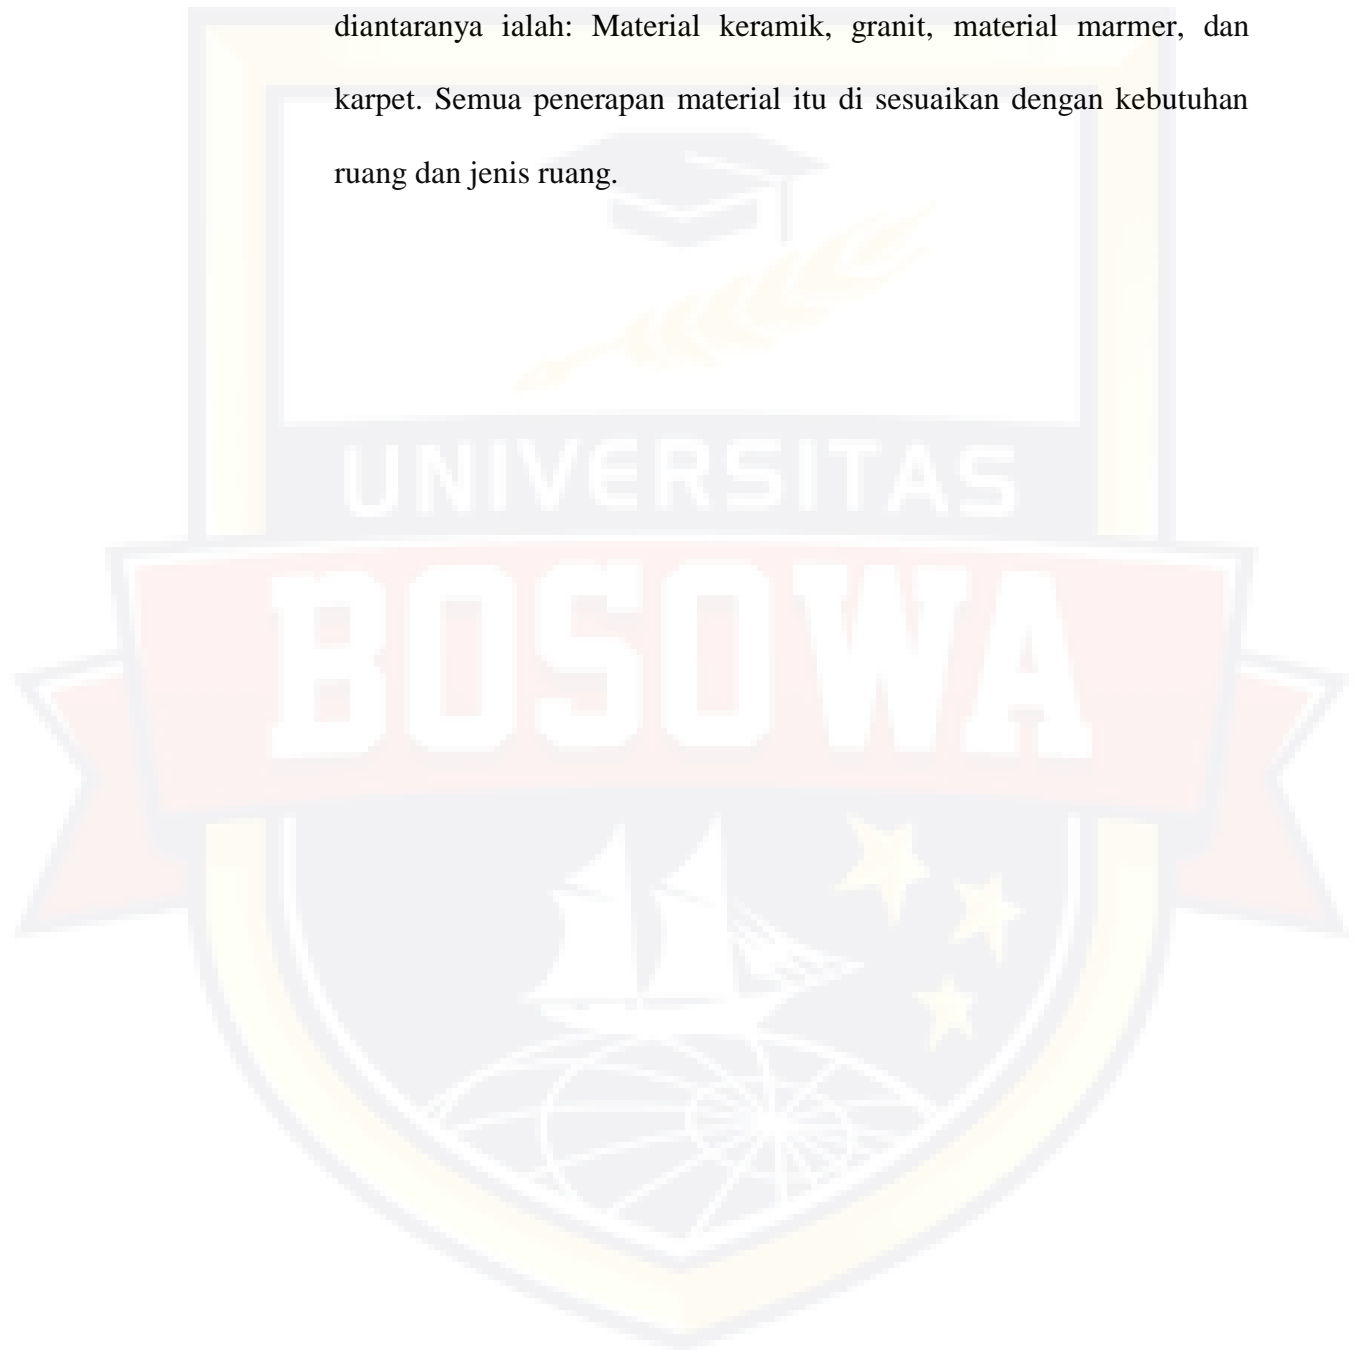 diantaranya ialah: Material keramik, granit, material marmer, dan
karpet. Semua penerapan material itu di sesuaikan dengan kebutuhan
ruang dan jenis ruang.
UNIVERSITAS
BOSOWA